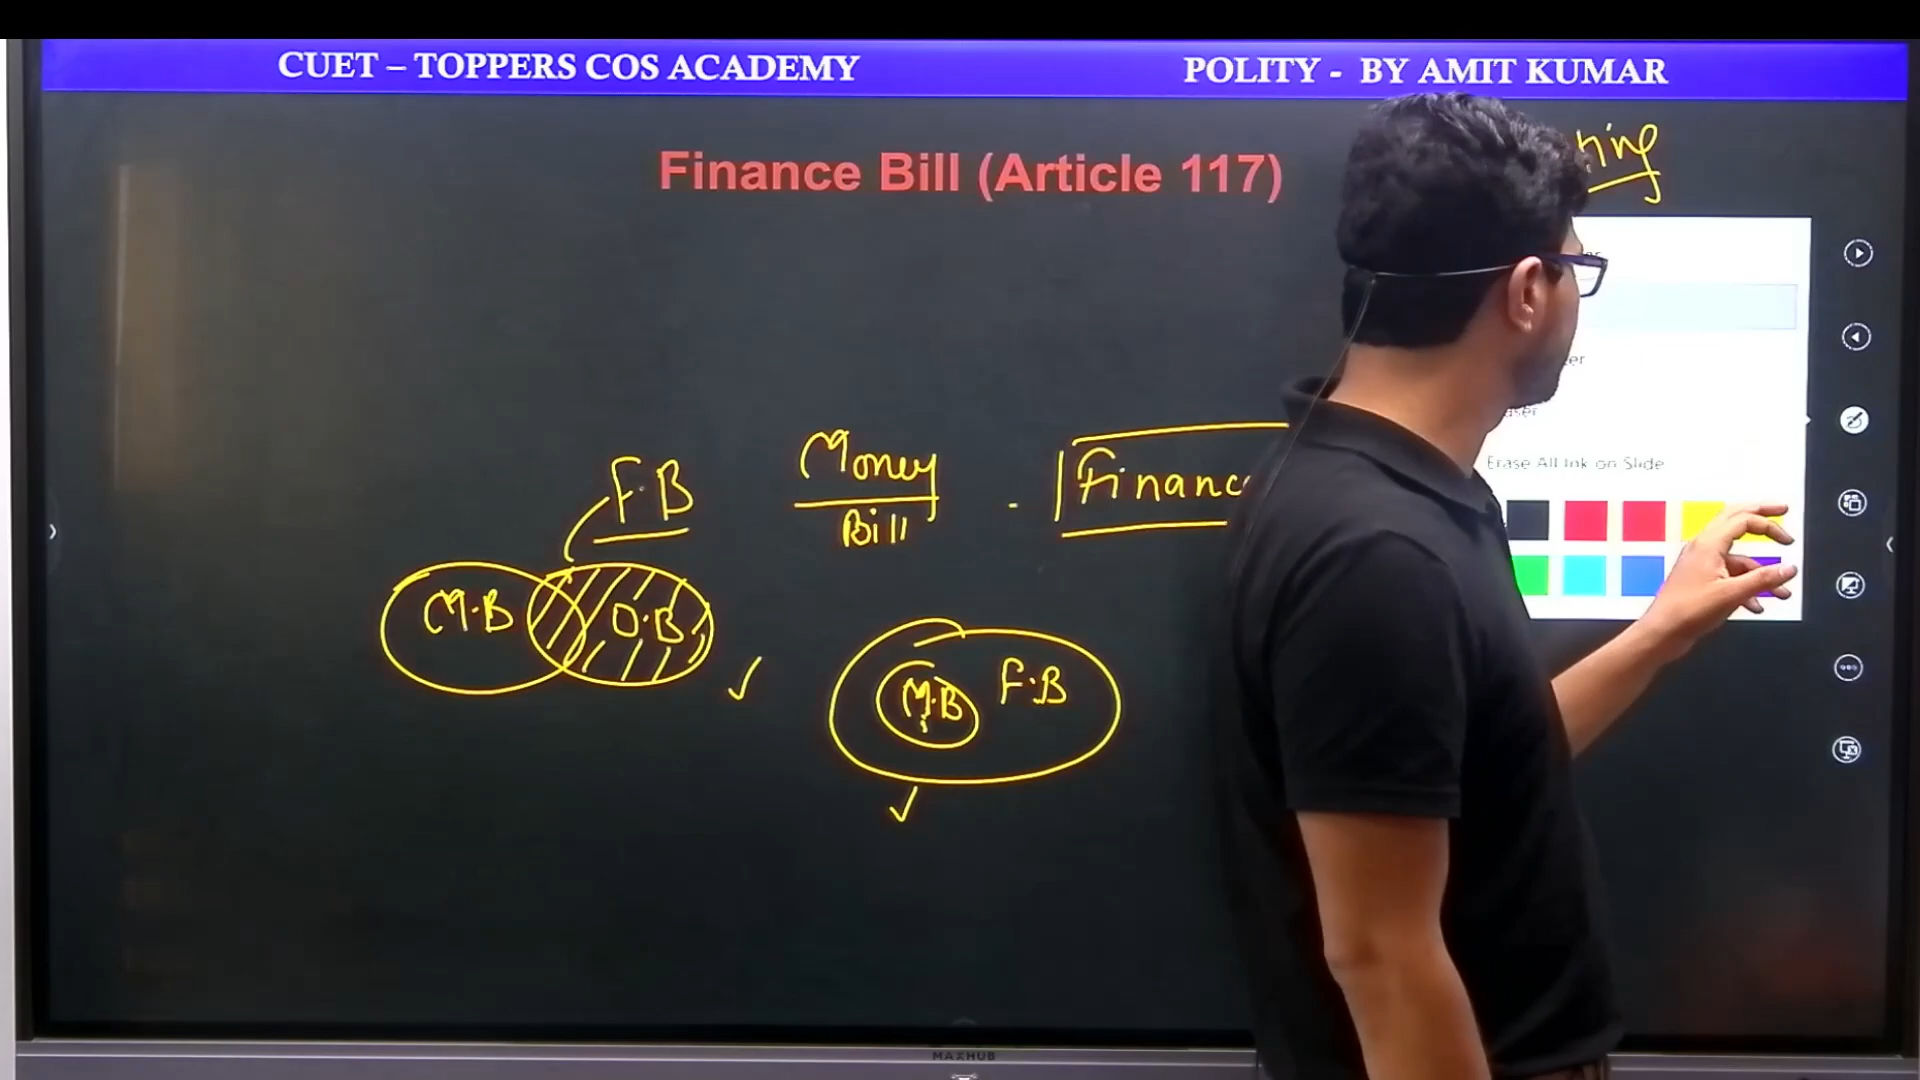 CUET – TOPPERS COS ACADEMY
POLITY - BY AMIT KUMAR
Finance Bill (Article 117)
Erase All Ink on Slide
F.B
Money
Bill
-
Financ
M.B
O.B
M.B
F.B
MAXHUB